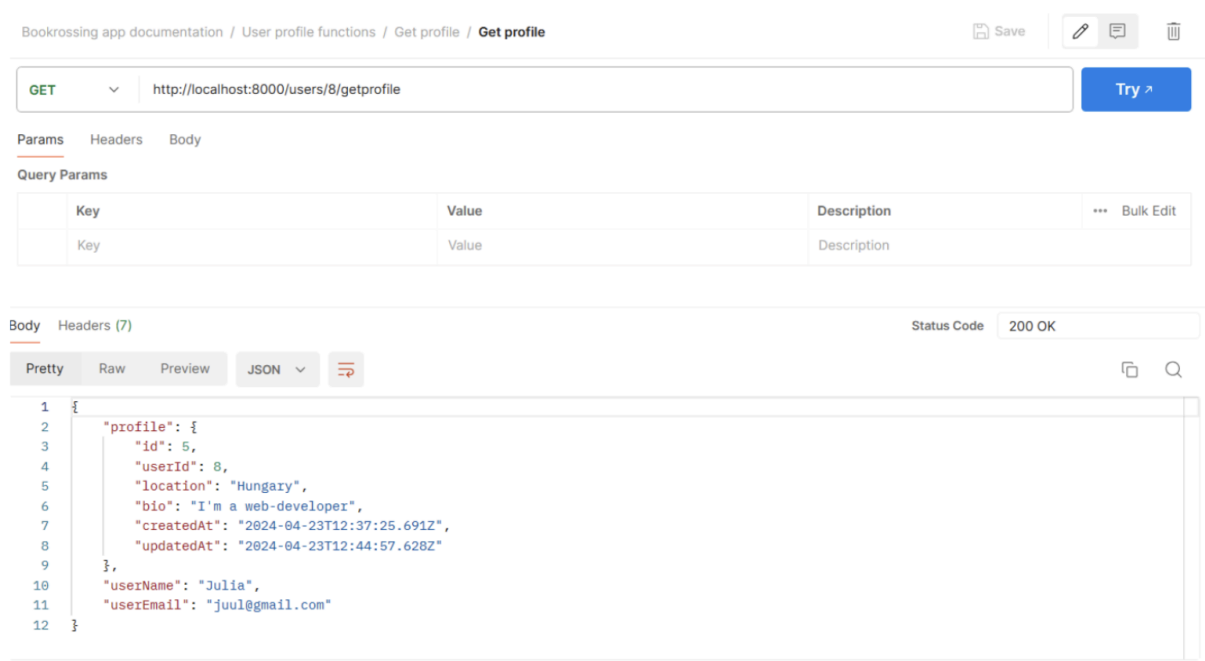 Bookrossing app documentation / User profile functions / Get profile / Get profile
Save
GET http://localhost:8000/users/8/getprofile
Try ↗
Params Headers Body
Query Params
Key Value Description ••• Bulk Edit
Key Value Description
Body Headers (7) Status Code 200 OK
Pretty Raw Preview JSON
1 {
2 "profile": {
3 "id": 5,
4 "userId": 8,
5 "location": "Hungary",
6 "bio": "I'm a web-developer",
7 "createdAt": "2024-04-23T12:37:25.691Z",
8 "updatedAt": "2024-04-23T12:44:57.628Z"
9 },
10 "userName": "Julia",
11 "userEmail": "juul@gmail.com"
12 }